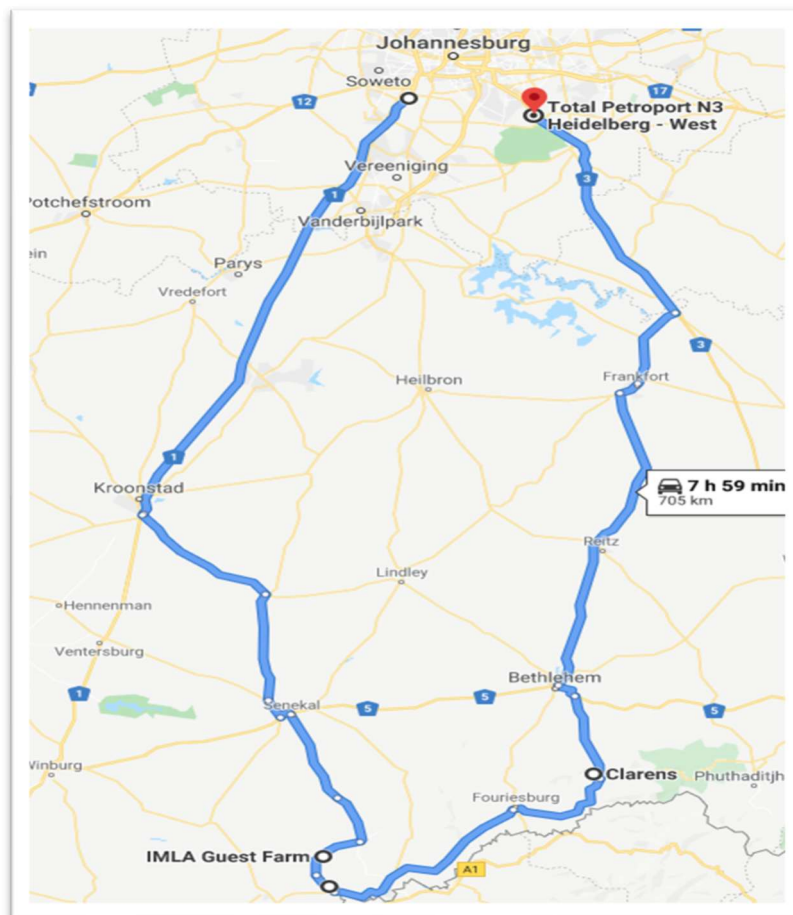 Johannesburg
Soweto
12
17
Total Petroport N3
Heidelberg - West
Vereeniging
3
1
Potchefstroom
Vanderbijlpark
ein
Parys
Vredefort
3
Heilbron
Frankfort
1
Kroonstad
7 h 59 min
705 km
Reitz
Lindley
Hennenman
Ventersburg
Bethlehem
1
5
5
5
Senekal
Winburg
Clarens
Phuthaditjh
Fouriesburg
IMLA Guest Farm
A1